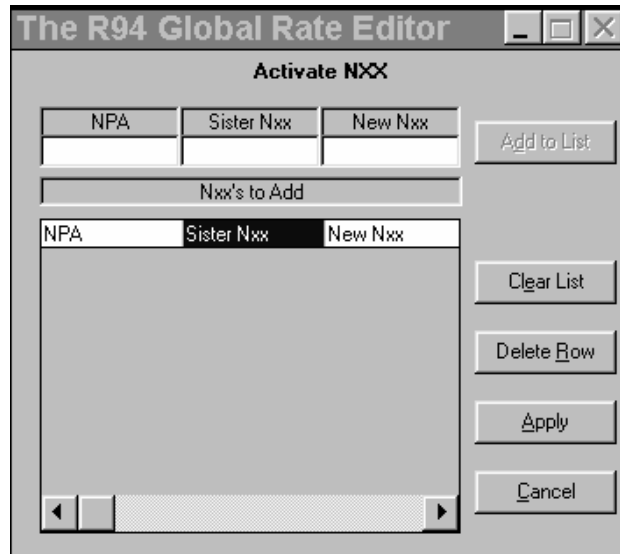 The R94 Global Rate Editor
Activate NXX
NPA Sister Nxx New Nxx
Add to List
Nxx's to Add
NPA Sister Nxx New Nxx
Clear List
Delete Row
Apply
Cancel